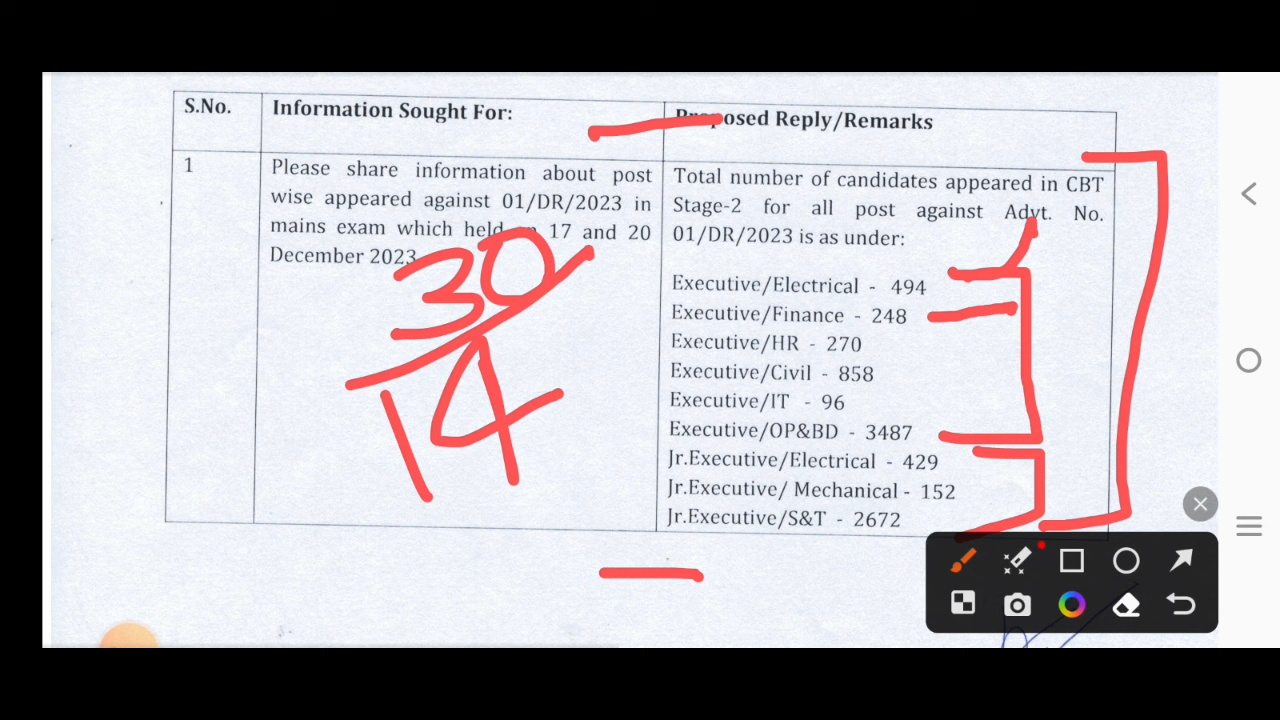 S.No. Information Sought For: Proposed Reply/Remarks
1
Please share information about post
wise appeared against 01/DR/2023 in
mains exam which held on 17 and 20
December 2023
Total number of candidates appeared in CBT
Stage-2 for all post against Advt. No.
01/DR/2023 is as under:
Executive/Electrical - 494
Executive/Finance - 248
Executive/HR - 270
Executive/Civil - 858
Executive/IT - 96
Executive/OP&BD - 3487
Jr.Executive/Electrical - 429
Jr.Executive/ Mechanical - 152
Jr.Executive/S&T - 2672
30
14